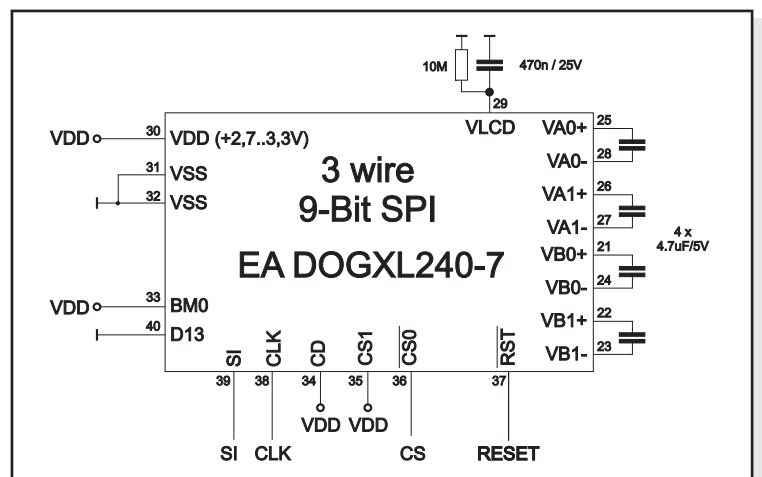 10M
470n / 25V
29
VLCD
VDD
30
VDD (+2,7..3,3V)
31
VSS
32
VSS
3 wire
9-Bit SPI
EA DOGXL240-7
VA0+
25
VA0-
28
VA1+
26
VA1-
27
VB0+
21
VB0-
24
VB1+
22
VB1-
23
4 x
4.7uF/5V
VDD
33
BM0
40
D13
SI
CLK
CD
CS1
CS0
RST
39
38
34
35
36
37
VDD
VDD
SI
CLK
CS
RESET